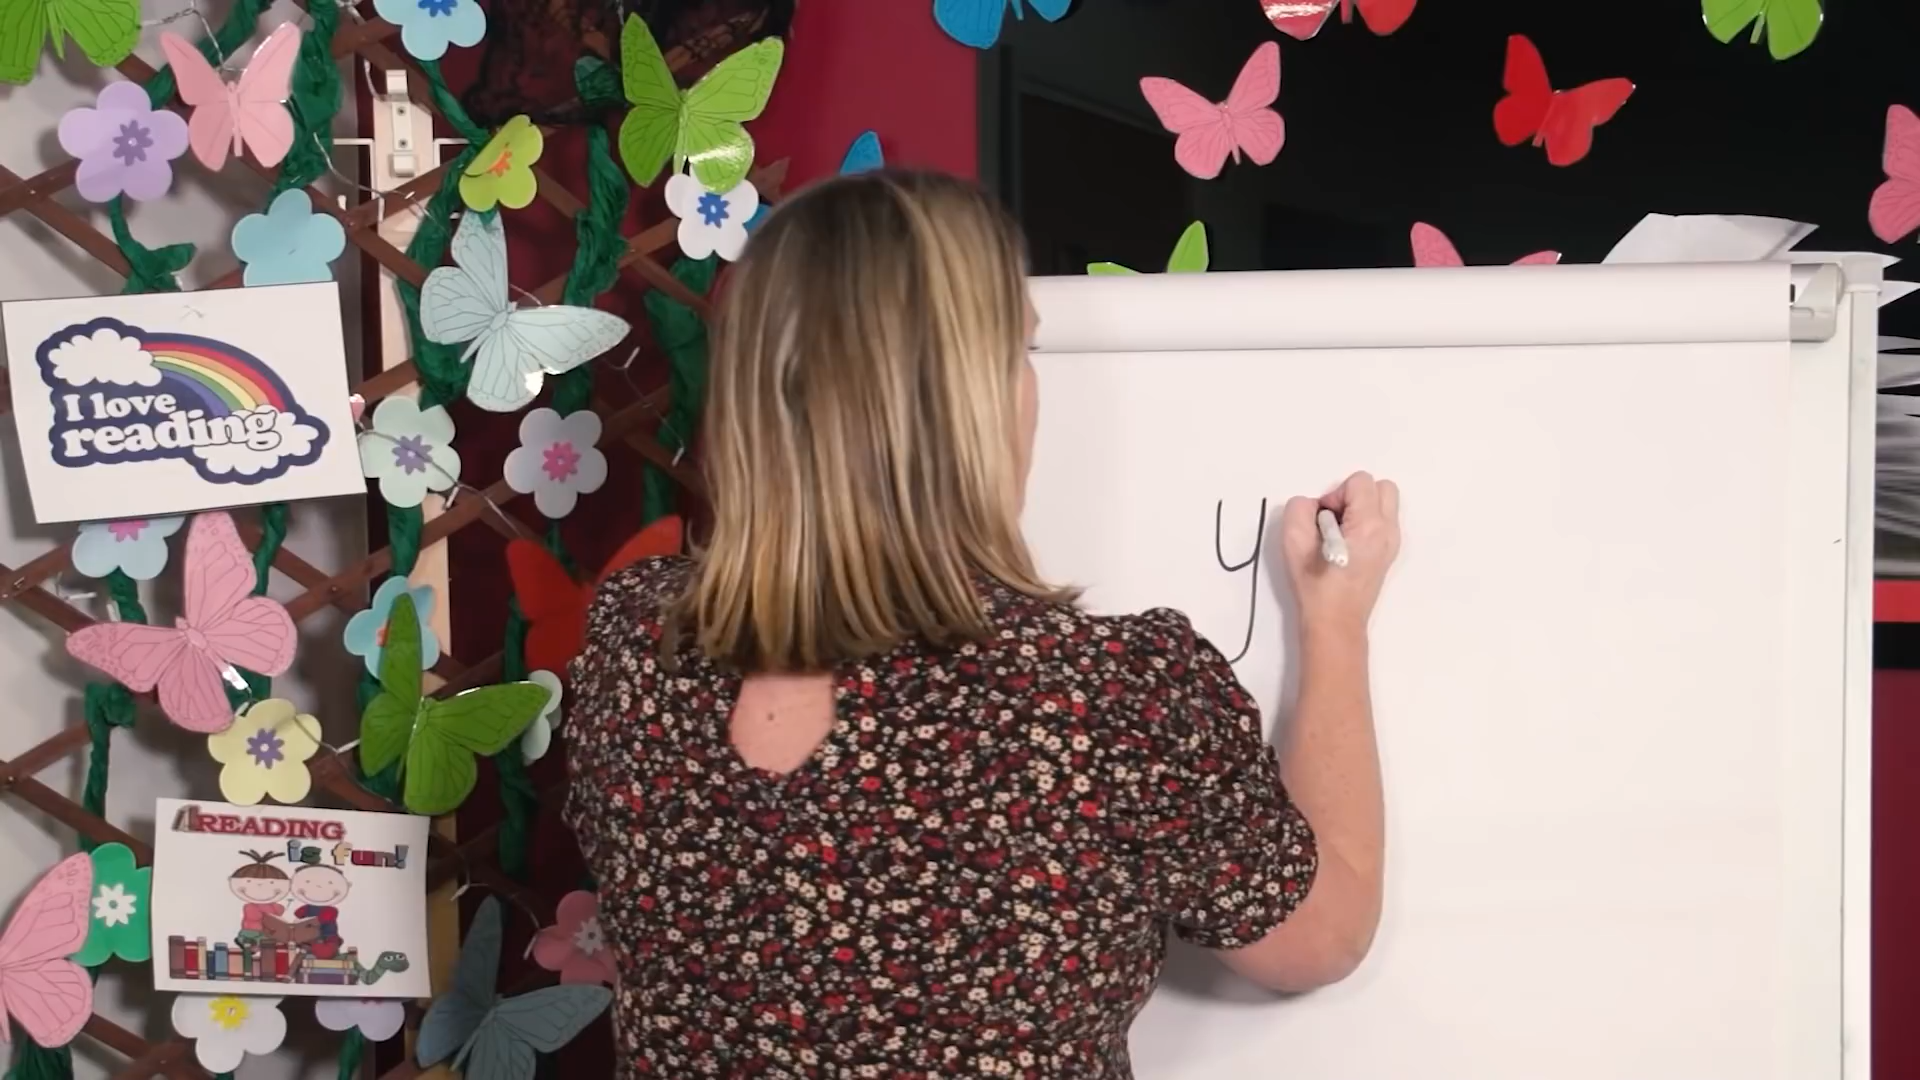 I love
reading
READING
is fun!
y